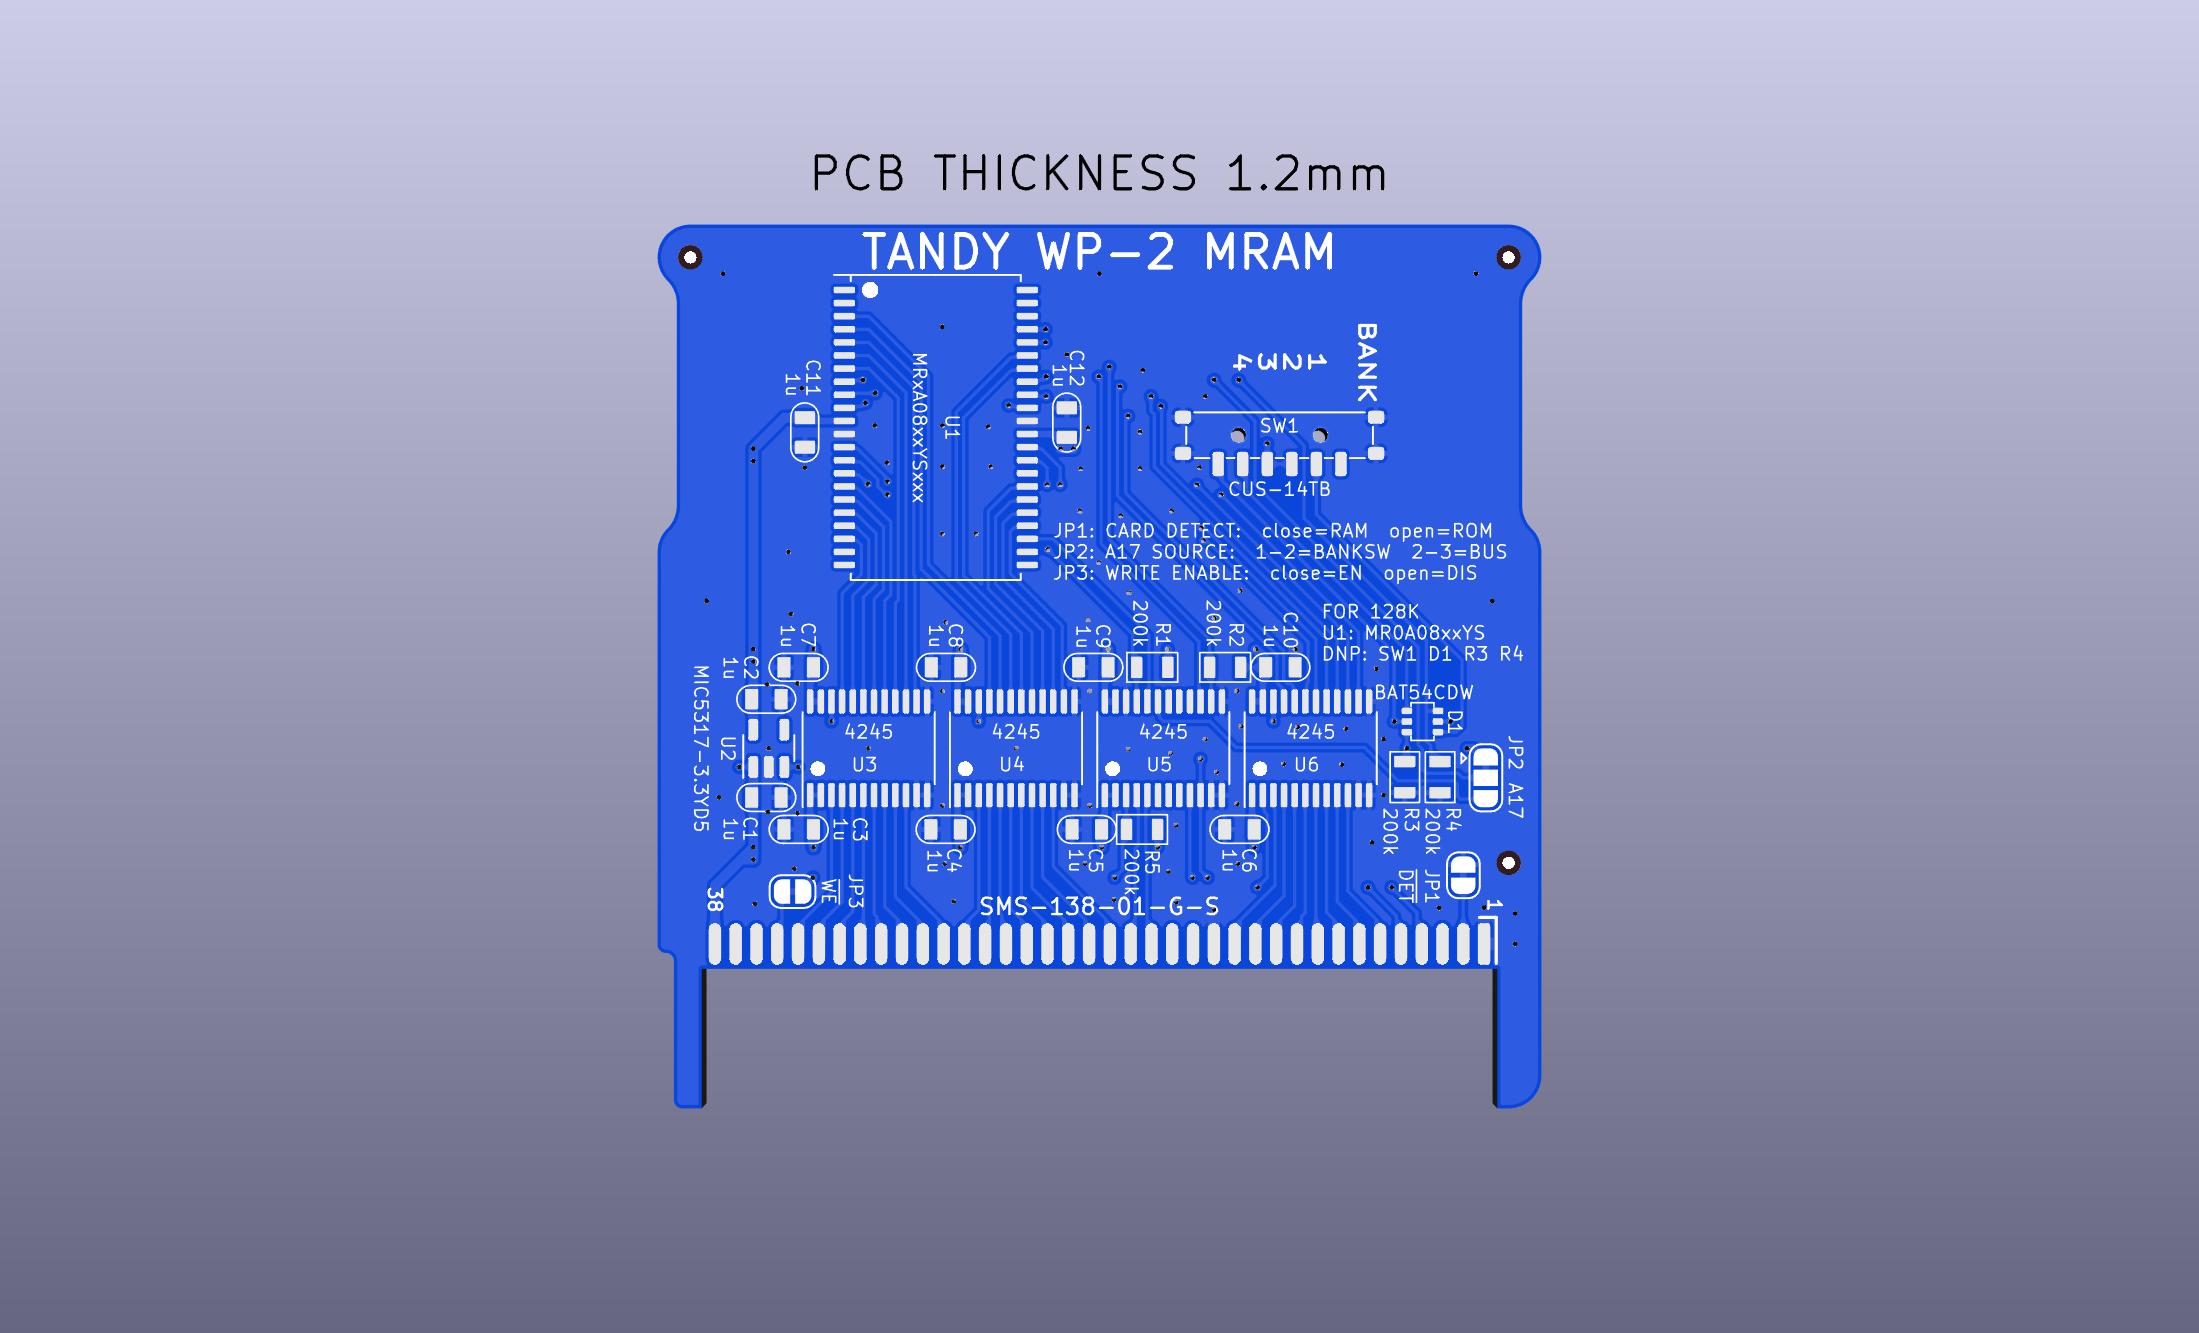 PCB THICKNESS 1.2mm
TANDY WP-2 MRAM
BANK
4 3 2 1
C11
1u
MRxA08xxYSxxx
U1
C12
1u
SW1
CUS-14TB
JP1: CARD DETECT: close=RAM open=ROM
JP2: A17 SOURCE: 1-2=BANKSW 2-3=BUS
JP3: WRITE ENABLE: close=EN open=DIS
FOR 128K
U1: MR0A08xxYS
DNP: SW1 D1 R3 R4
C7
1u
C8
1u
C9
1u
R1
200k
R2
200k
C10
1u
C2
1u
MIC5317-3.3YD5
U2
4245
U3
4245
U4
4245
U5
4245
U6
BAT54CDW
D1
JP2 A17
R3
200k
R4
200k
C1
1u
C3
1u
C4
1u
C5
1u
R5
200k
C6
1u
JP3
WE
JP1
DET
38
SMS-138-01-G-S
1